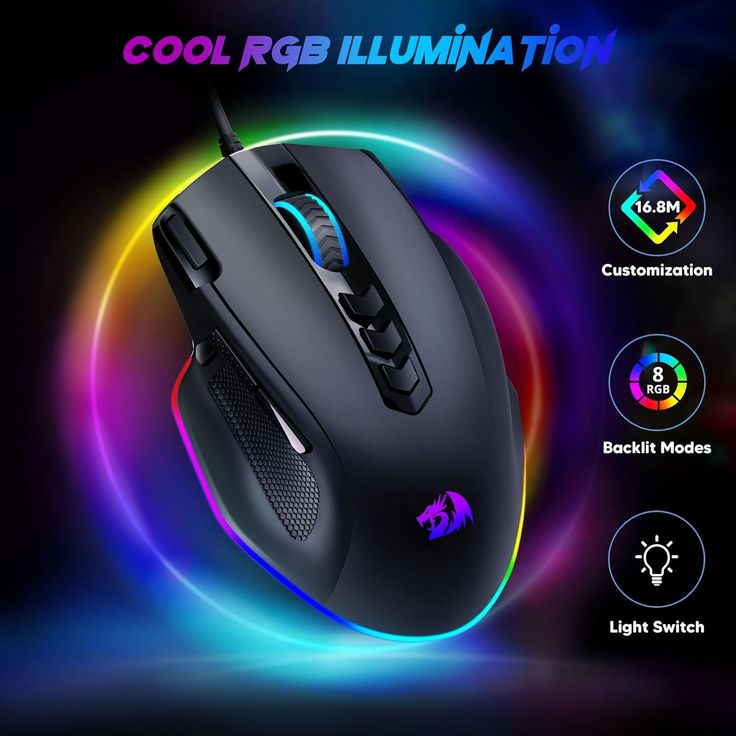 COOL RGB ILLUMINATION
16.8M
Customization
8
RGB
Backlit Modes
Light Switch